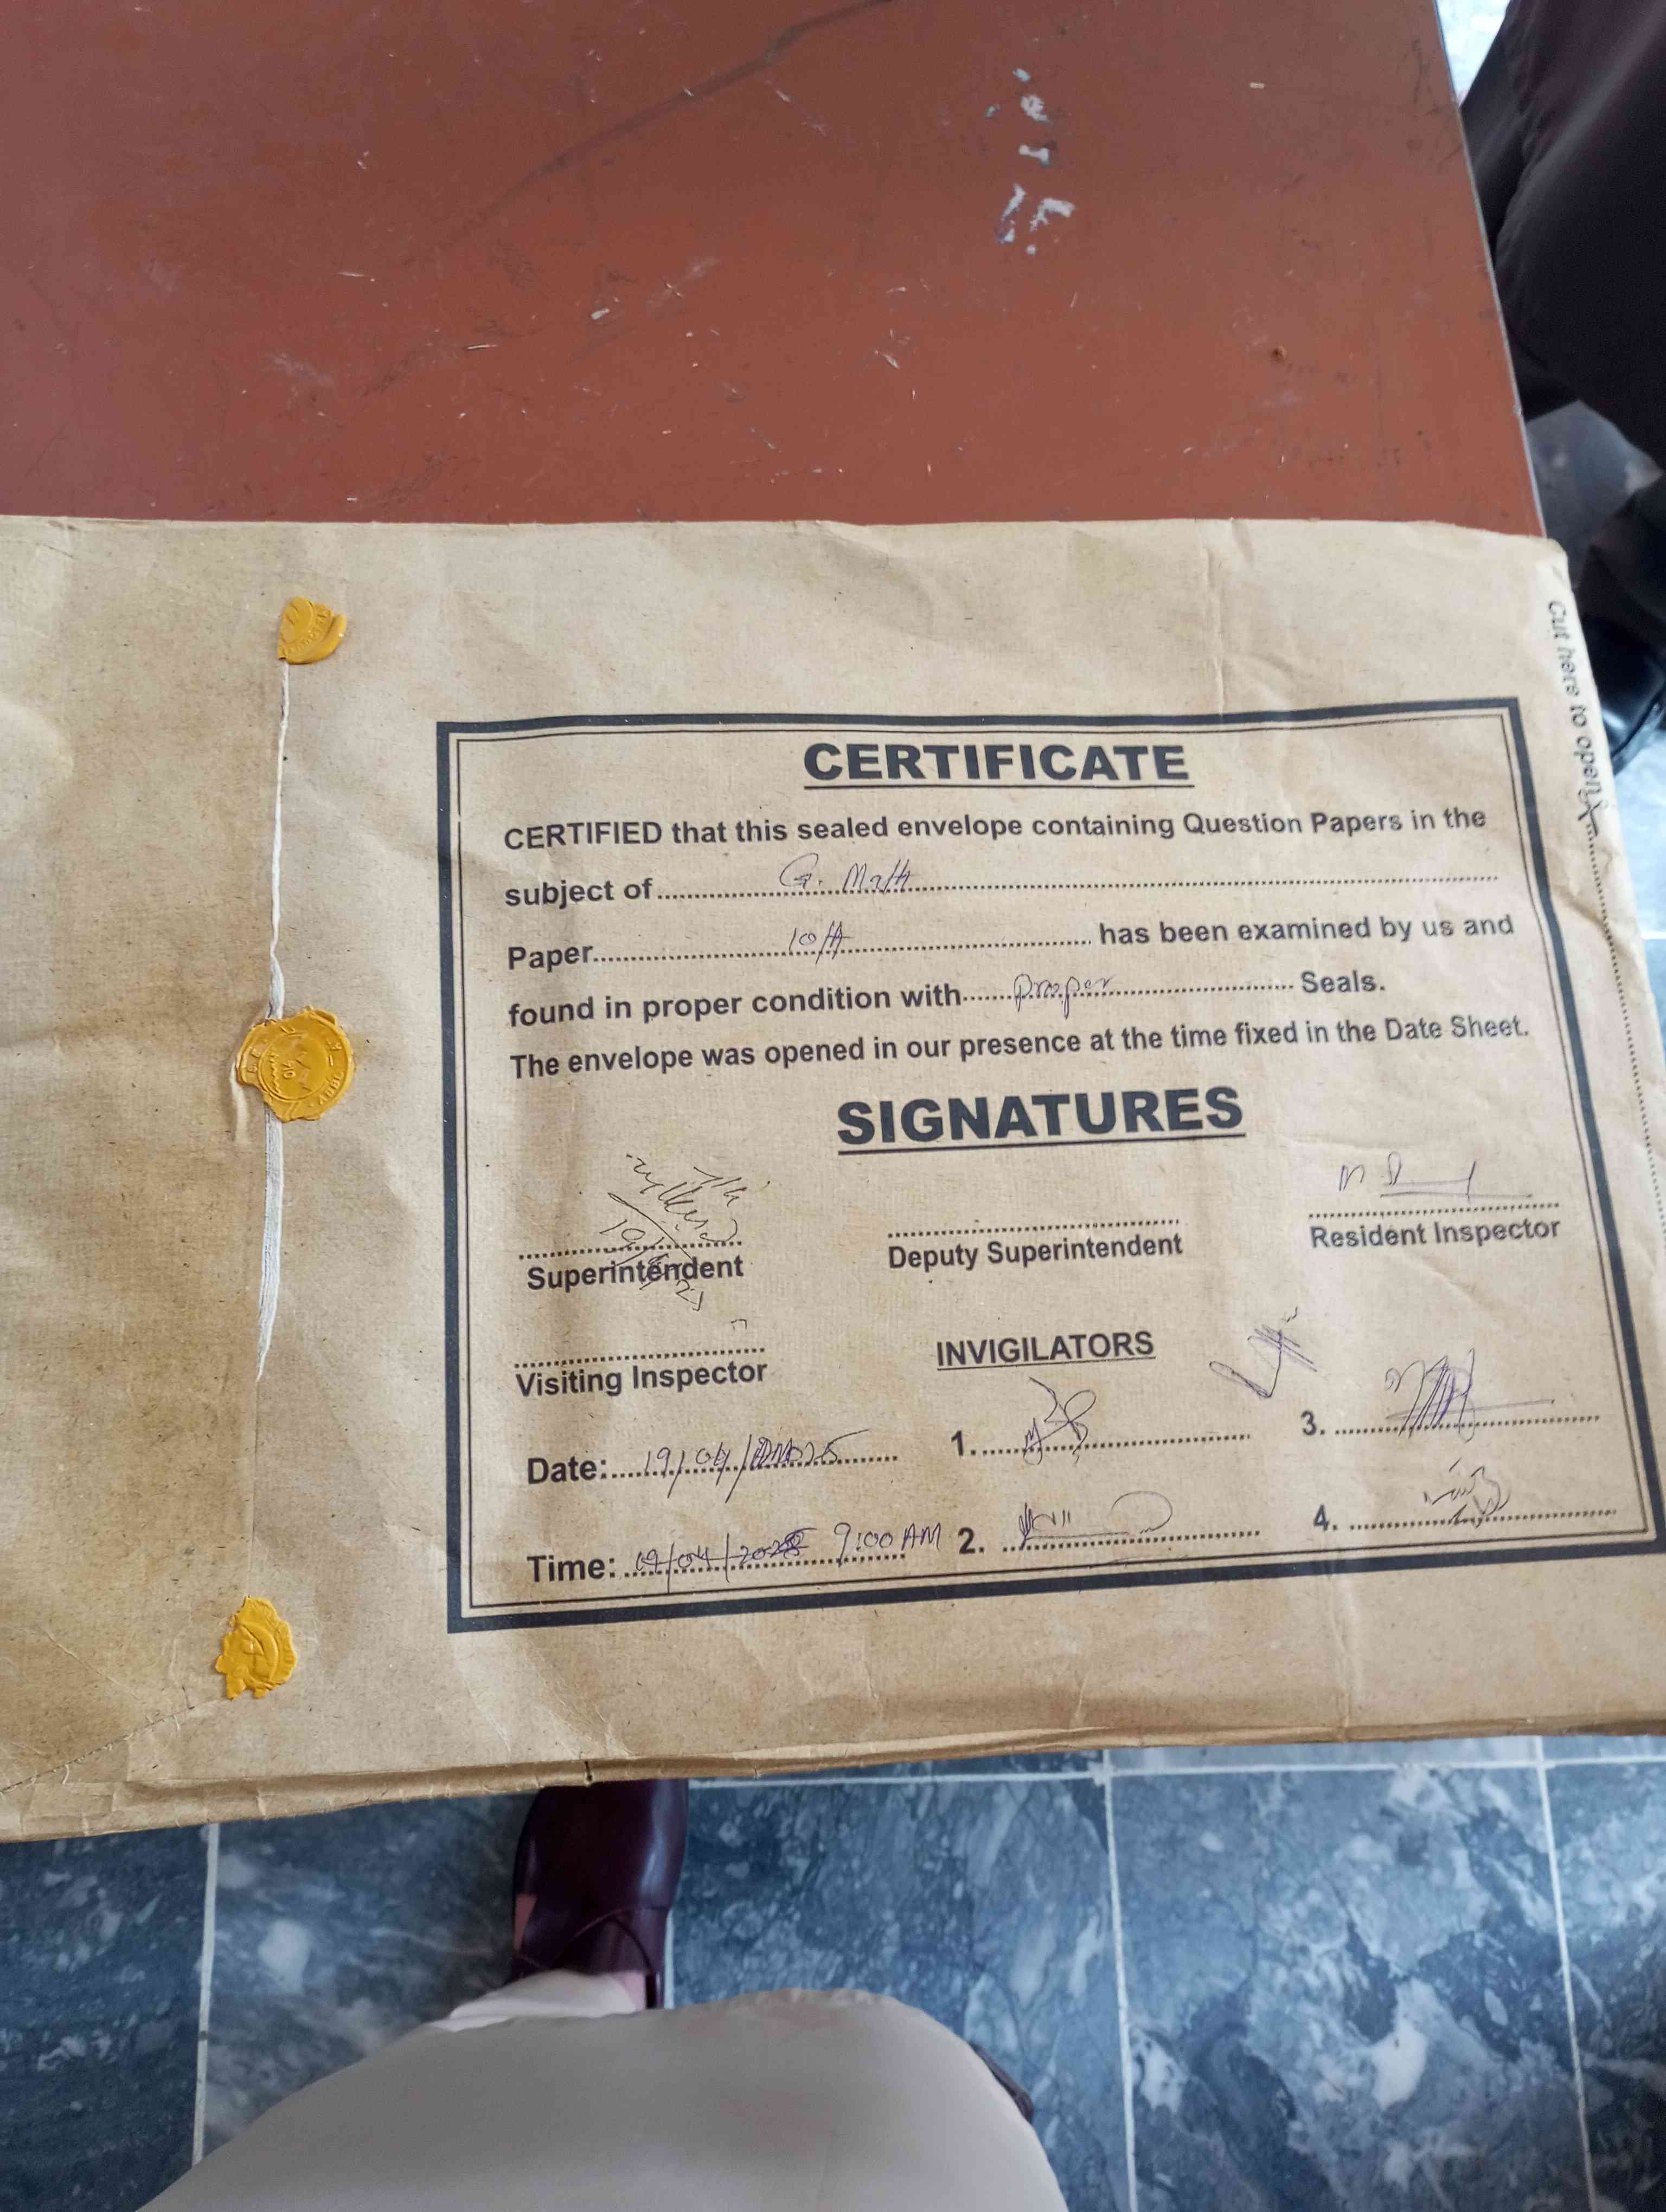 Cut here to open
CERTIFICATE
CERTIFIED that this sealed envelope containing Question Papers in the
subject of G. Math
Paper 10th has been examined by us and
found in proper condition with proper Seals.
The envelope was opened in our presence at the time fixed in the Date Sheet.
SIGNATURES
Superintendent
Deputy Superintendent
Resident Inspector
Visiting Inspector
INVIGILATORS
Date: 19/04/2025
1.
3.
Time: 9:00 AM
2.
4.